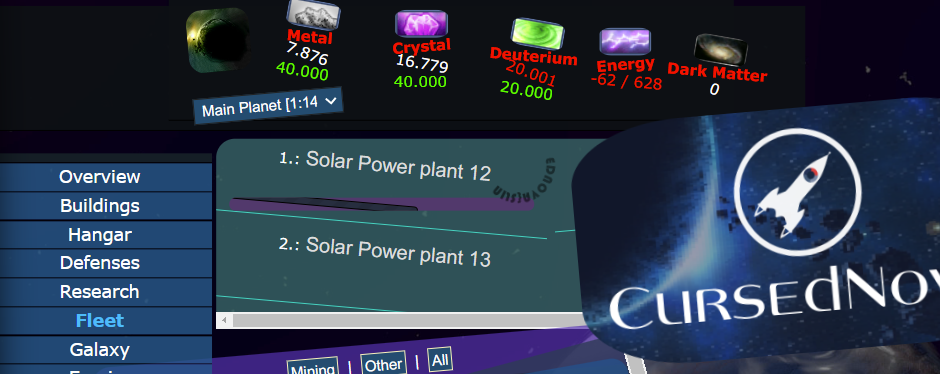 Metal Crystal Deuterium Energy Dark Matter
7.876 16.779 20.001 -62 / 628 0
40.000 40.000 20.000
Main Planet [1:14
Overview
Buildings
Hangar
Defenses
Research
Fleet
Galaxy
1.: Solar Power plant 12
2.: Solar Power plant 13
CursedNov
Mining | Other | All